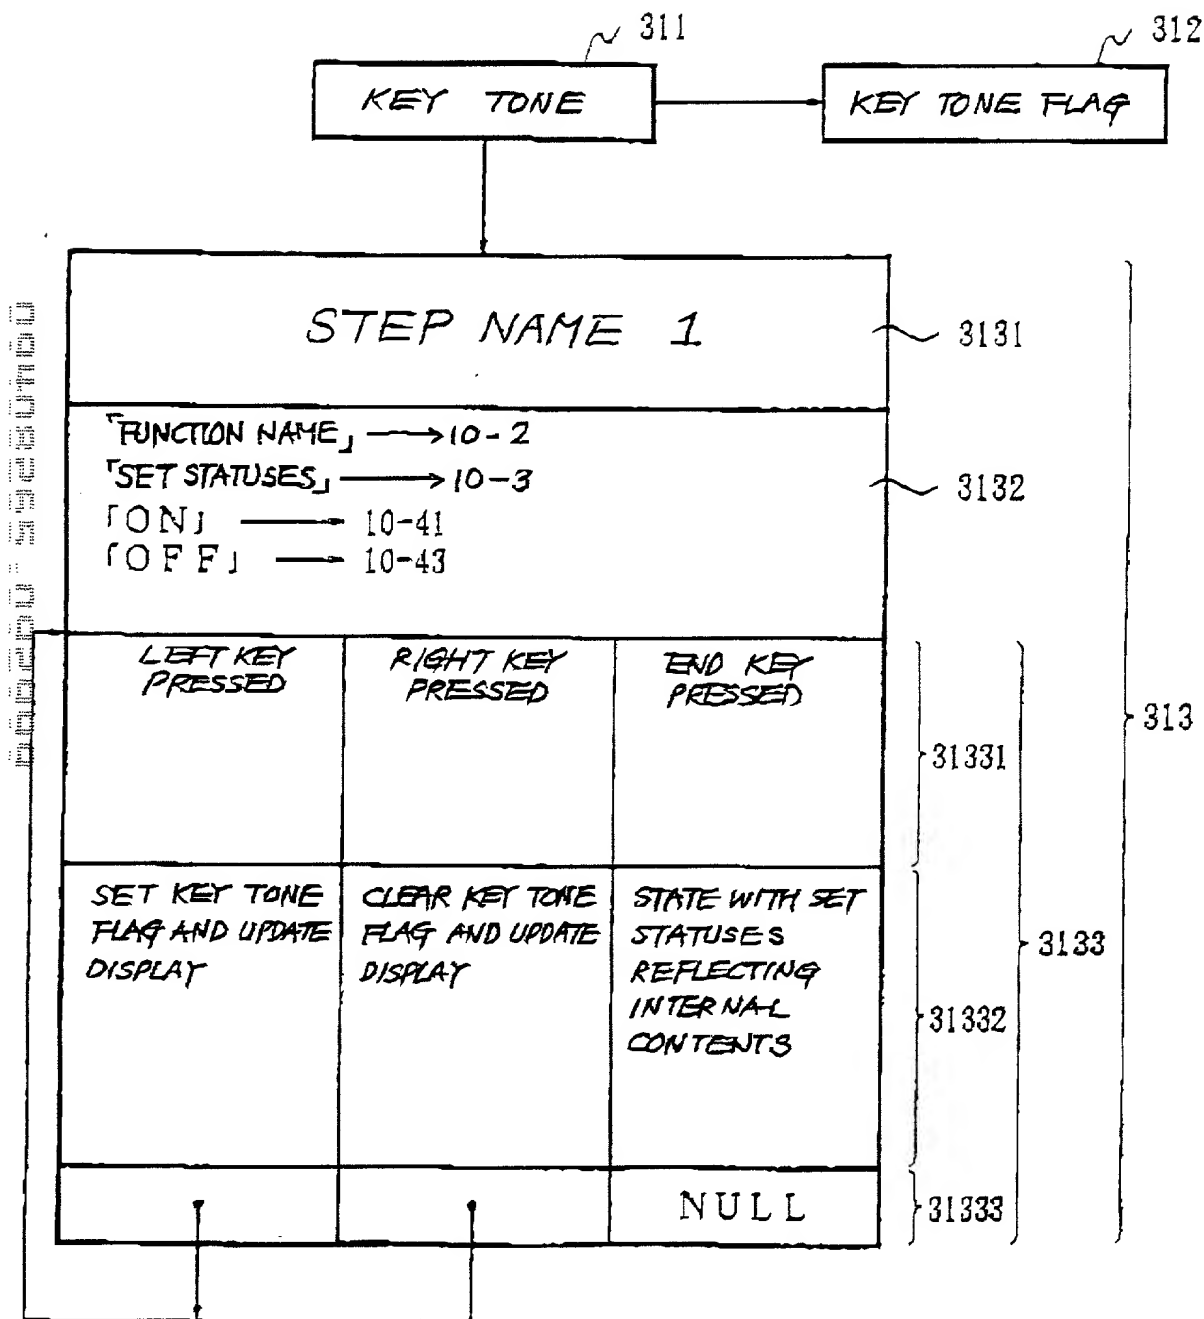 311
312
KEY TONE
KEY TONE FLAG
STEP NAME 1
3131
「FUNCTION NAME」 → 10-2
「SET STATUSES」 → 10-3
「ON」 → 10-41
「OFF」 → 10-43
3132
LEFT KEY
PRESSED
RIGHT KEY
PRESSED
END KEY
PRESSED
313
31331
SET KEY TONE
FLAG AND UPDATE
DISPLAY
CLEAR KEY TONE
FLAG AND UPDATE
DISPLAY
STATE WITH SET
STATUSES
REFLECTING
INTERNAL
CONTENTS
3133
31332
NULL
31333